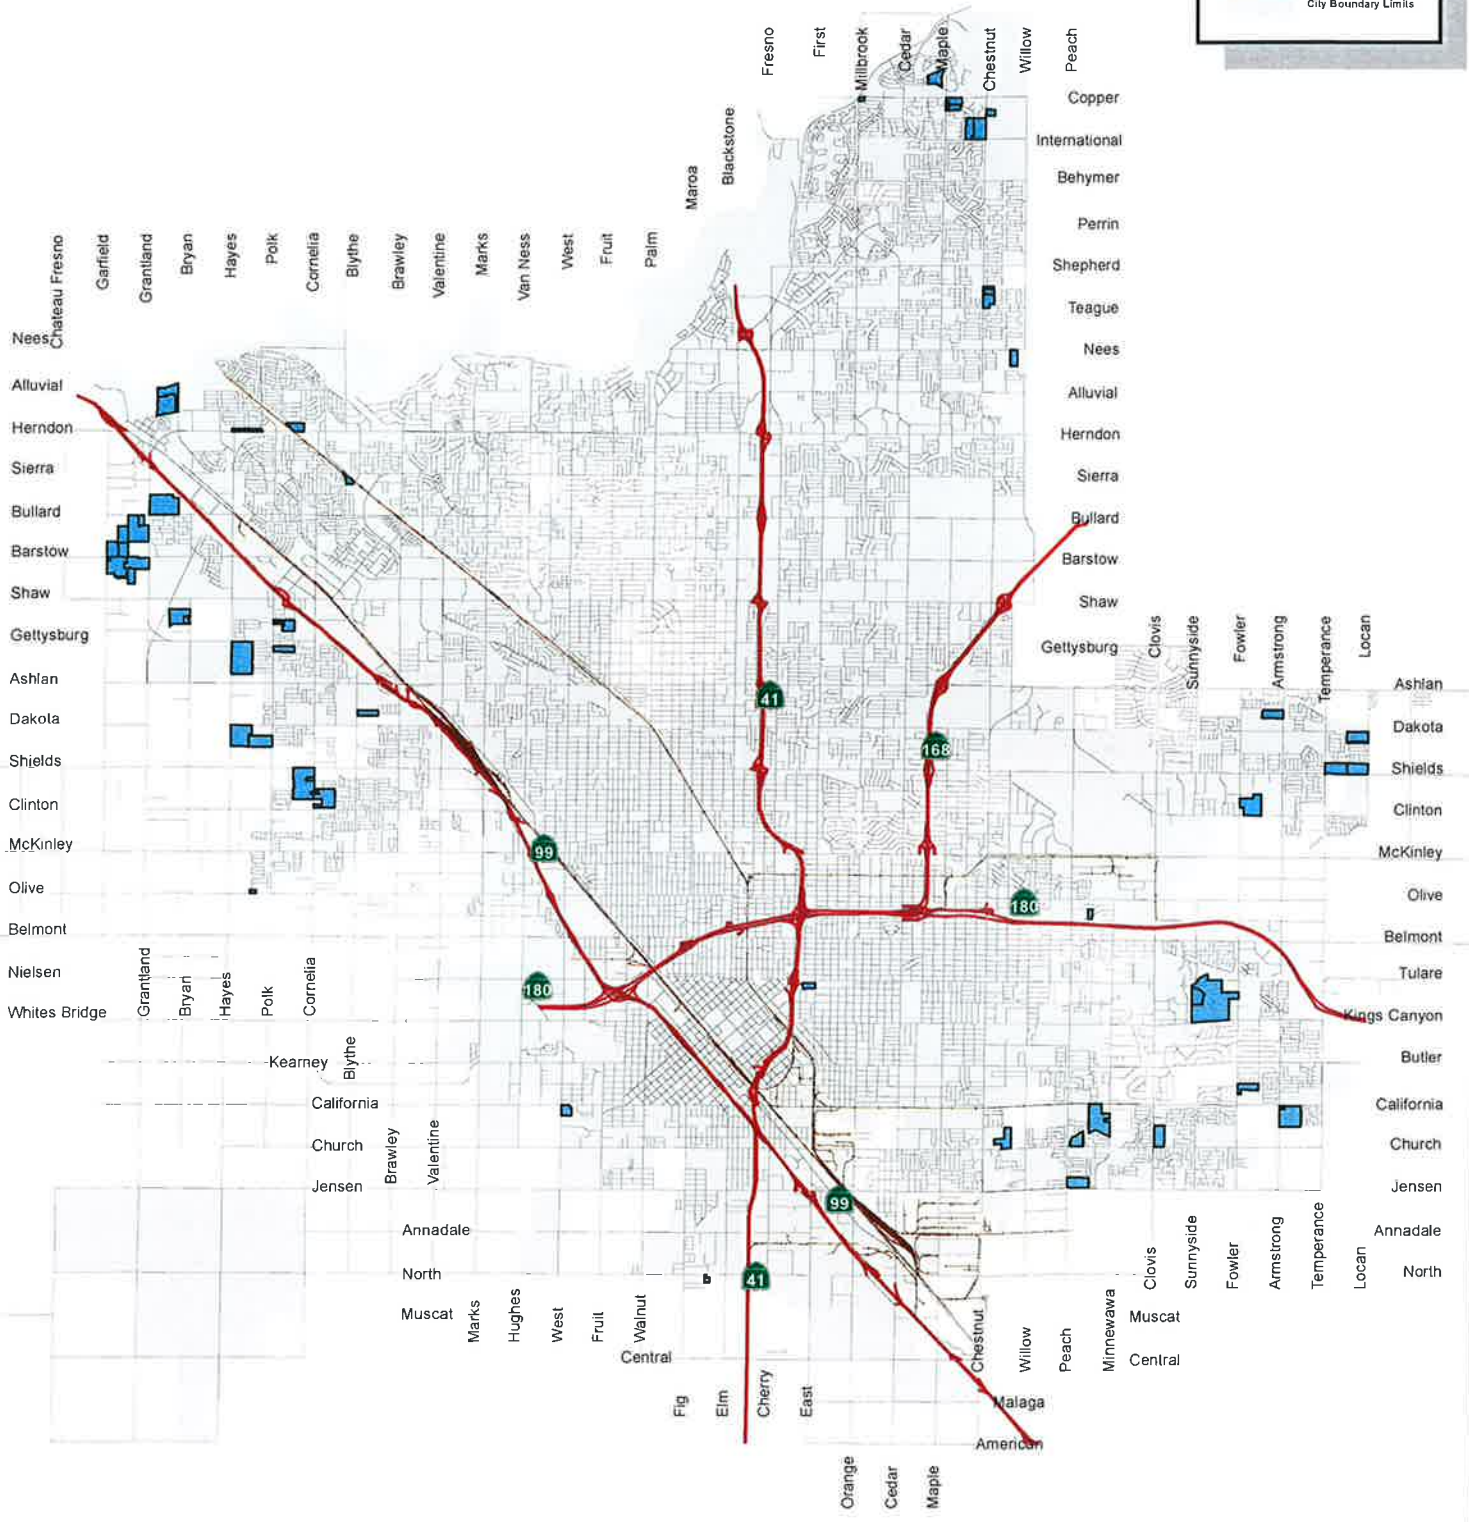 City Boundary Limits
Fresno
First
Millbrook
Cedar
Maple
Chestnut
Willow
Peach
Copper
International
Behymer
Perrin
Shepherd
Teague
Nees
Alluvial
Herndon
Sierra
Bullard
Barstow
Shaw
Gettysburg
Blackstone
Maroa
Chateau Fresno
Garfield
Grantland
Bryan
Hayes
Polk
Cornelia
Blythe
Brawley
Valentine
Marks
Van Ness
West
Fruit
Palm
Nees
Alluvial
Herndon
Sierra
Bullard
Barstow
Shaw
Gettysburg
Ashlan
Dakota
Shields
Clinton
McKinley
Olive
Belmont
Nielsen
Whites Bridge
Clovis
Sunnyside
Fowler
Armstrong
Temperance
Locan
Ashlan
Dakota
Shields
Clinton
McKinley
Olive
Belmont
Tulare
Kings Canyon
Butler
California
Church
Jensen
Annadale
North
41
168
99
180
180
99
41
Grantland
Bryan
Hayes
Polk
Cornelia
Kearney
Blythe
California
Church
Jensen
Brawley
Valentine
Annadale
North
Muscat
Marks
Hughes
West
Fruit
Walnut
Central
Fig
Elm
Cherry
East
Orange
Cedar
Maple
Chestnut
Willow
Peach
Minnewawa
Clovis
Sunnyside
Fowler
Armstrong
Temperance
Locan
Muscat
Central
Malaga
American